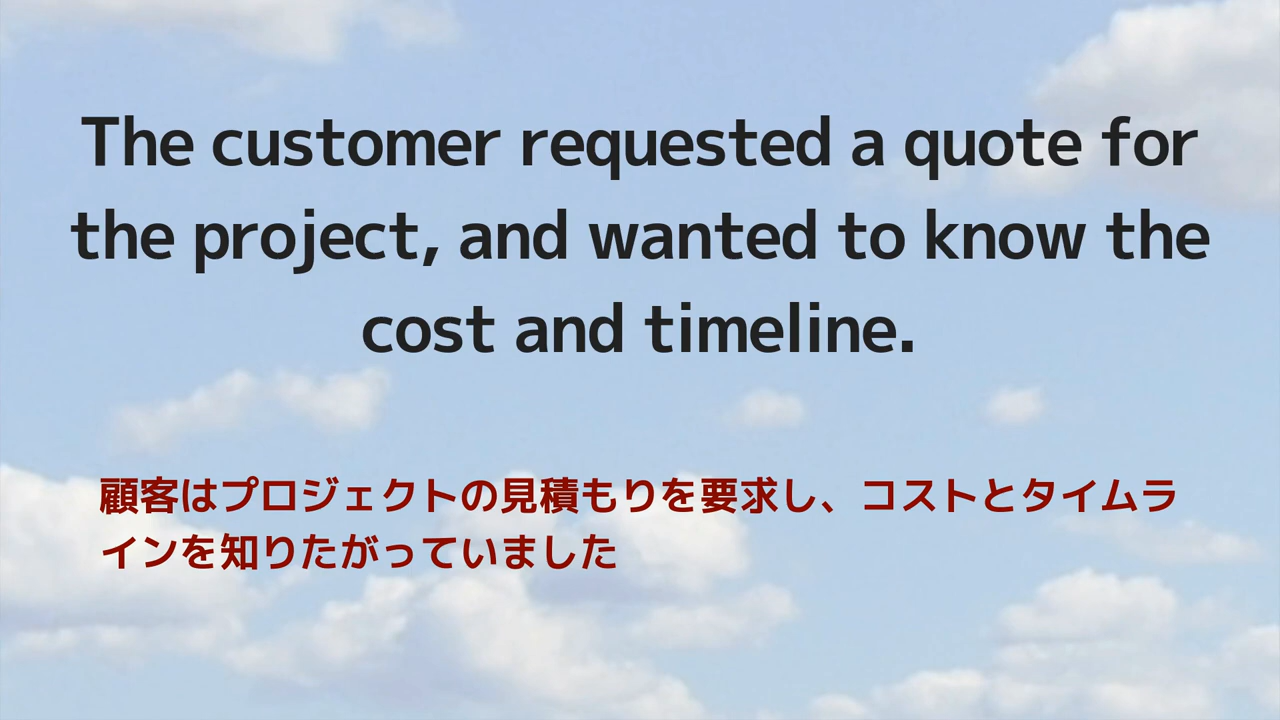 The customer requested a quote for
the project, and wanted to know the
cost and timeline.
顧客はプロジェクトの見積もりを要求し、コストとタイムラ
インを知りたがっていました